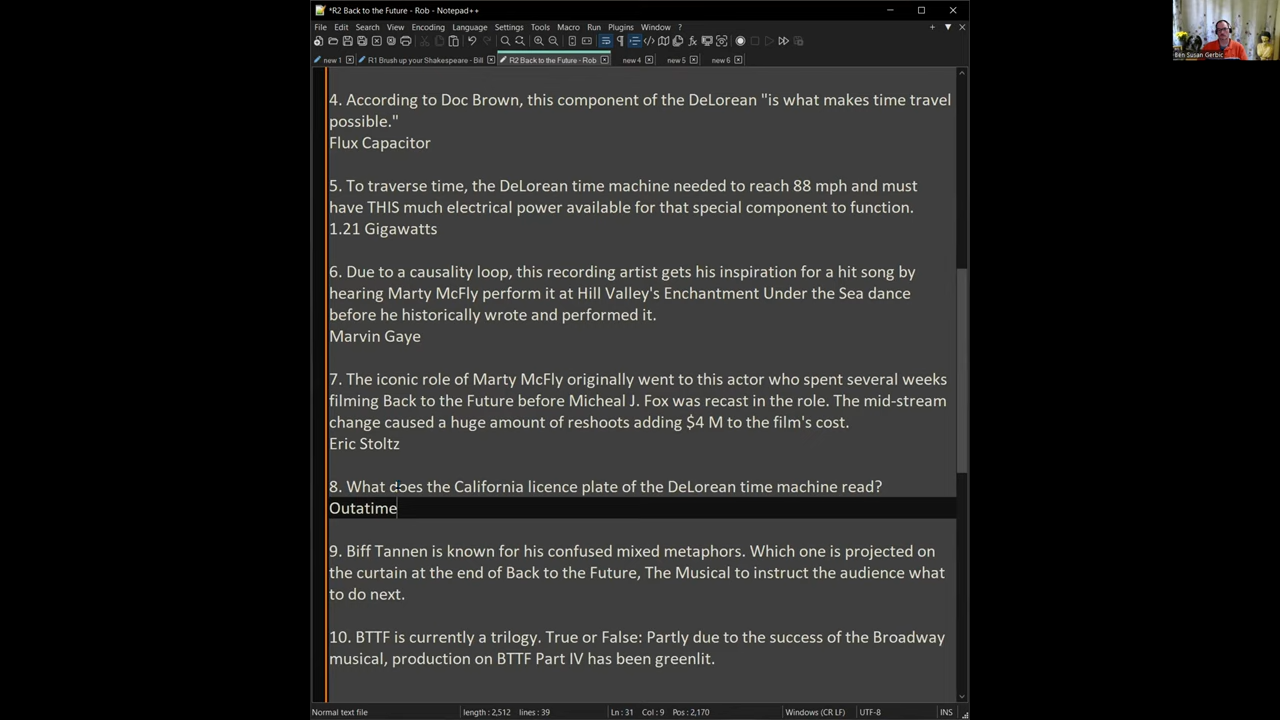 *R2 Back to the Future - Rob - Notepad++
File Edit Search View Encoding Language Settings Tools Macro Run Plugins Window ?
new 1 R1 Brush up your Shakespeare - Bill R2 Back to the Future - Rob new 4 new 5 new 6
4. According to Doc Brown, this component of the DeLorean "is what makes time travel
possible."
Flux Capacitor
5. To traverse time, the DeLorean time machine needed to reach 88 mph and must
have THIS much electrical power available for that special component to function.
1.21 Gigawatts
6. Due to a causality loop, this recording artist gets his inspiration for a hit song by
hearing Marty McFly perform it at Hill Valley's Enchantment Under the Sea dance
before he historically wrote and performed it.
Marvin Gaye
7. The iconic role of Marty McFly originally went to this actor who spent several weeks
filming Back to the Future before Micheal J. Fox was recast in the role. The mid-stream
change caused a huge amount of reshoots adding $4 M to the film's cost.
Eric Stoltz
8. What does the California licence plate of the DeLorean time machine read?
Outatime
9. Biff Tannen is known for his confused mixed metaphors. Which one is projected on
the curtain at the end of Back to the Future, The Musical to instruct the audience what
to do next.
10. BTTF is currently a trilogy. True or False: Partly due to the success of the Broadway
musical, production on BTTF Part IV has been greenlit.
Normal text file length : 2,512 lines : 39 Ln : 31 Col : 9 Pos : 2,170 Windows (CR LF) UTF-8 INS
Ben Susan Gerbic